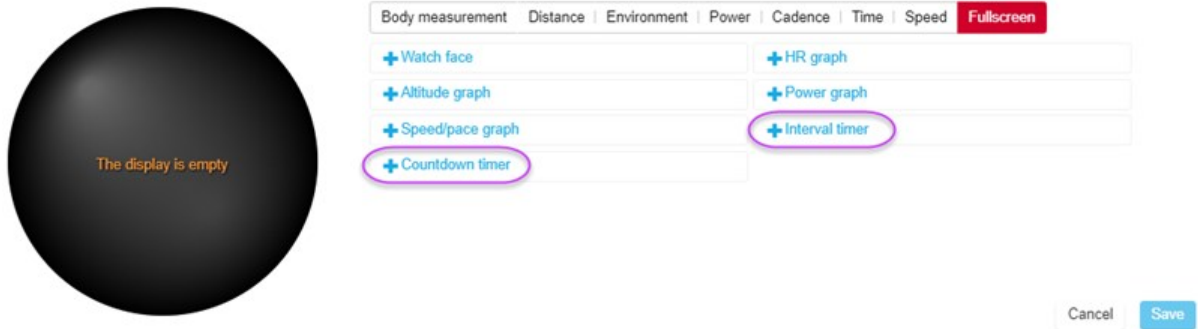 Body measurement Distance Environment Power Cadence Time Speed Fullscreen
Watch face HR graph
Altitude graph Power graph
Speed/pace graph Interval timer
The display is empty Countdown timer
Cancel Save